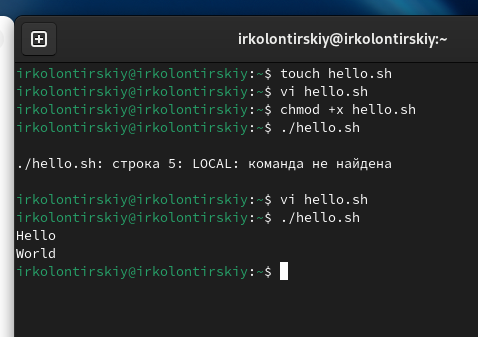 irkolontirskiy@irkolontirskiy:~
irkolontirskiy@irkolontirskiy:~$ touch hello.sh
irkolontirskiy@irkolontirskiy:~$ vi hello.sh
irkolontirskiy@irkolontirskiy:~$ chmod +x hello.sh
irkolontirskiy@irkolontirskiy:~$ ./hello.sh
./hello.sh: строка 5: LOCAL: команда не найдена
irkolontirskiy@irkolontirskiy:~$ vi hello.sh
irkolontirskiy@irkolontirskiy:~$ ./hello.sh
Hello
World
irkolontirskiy@irkolontirskiy:~$